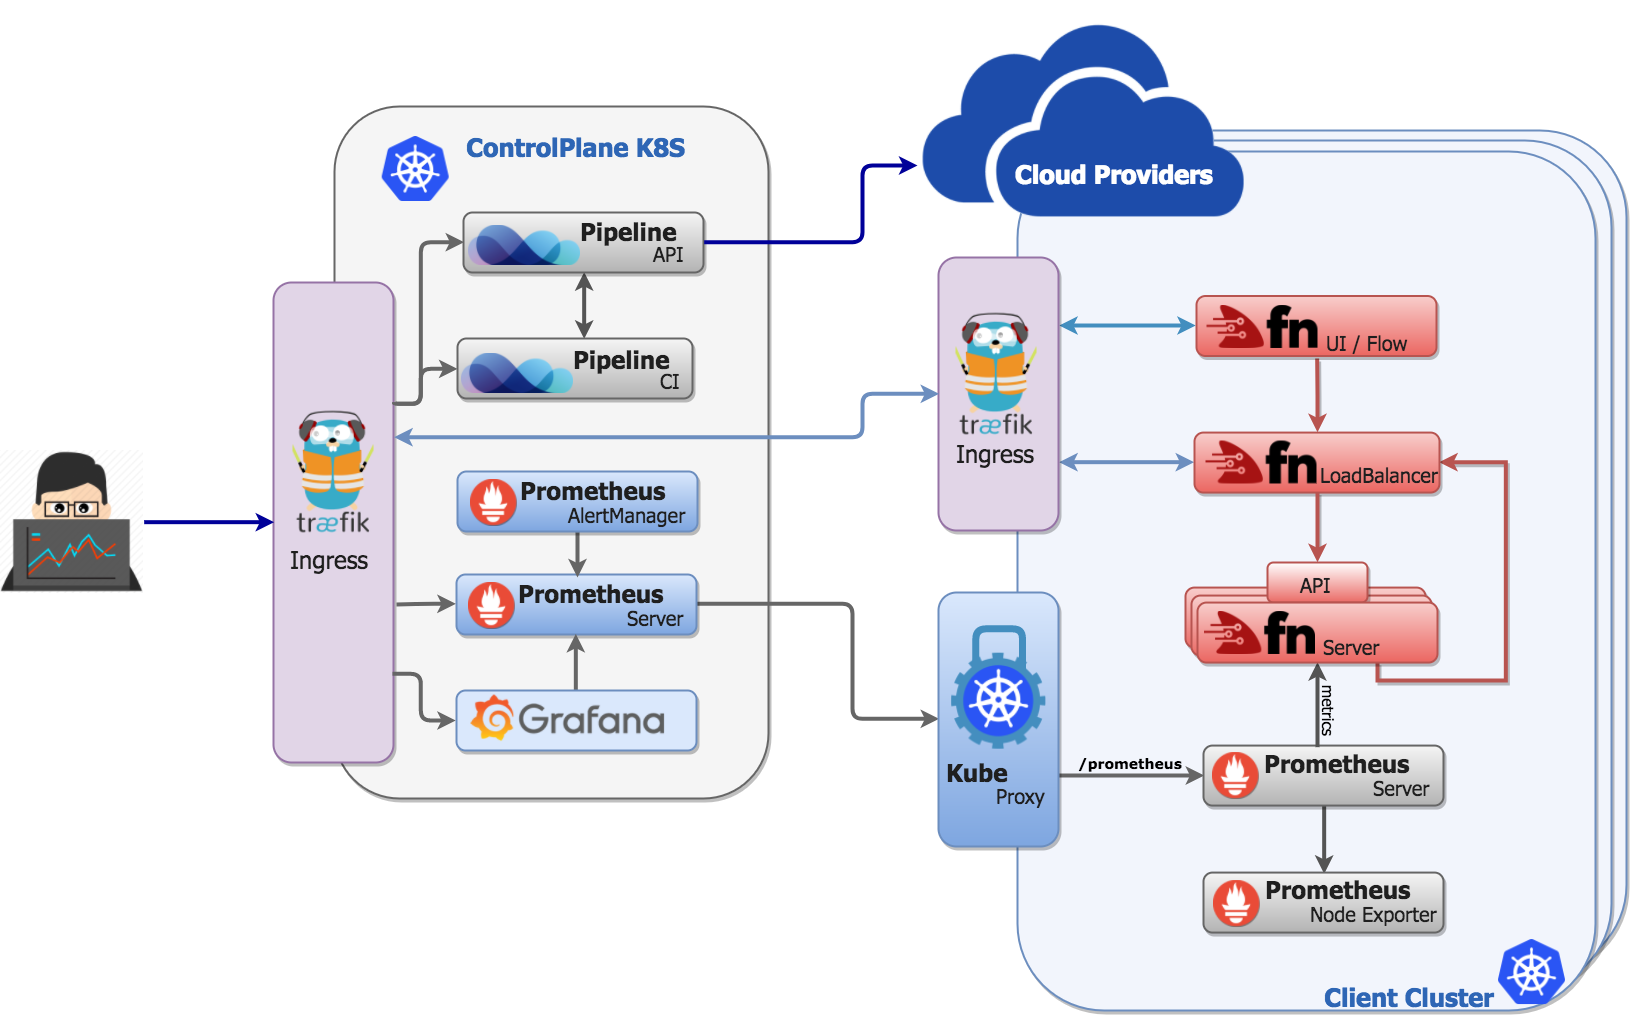 ControlPlane K8S
Pipeline
API
Pipeline
CI
træfik
Ingress
Prometheus
AlertManager
Prometheus
Server
Grafana
Cloud Providers
træfik
Ingress
fn UI / Flow
fn LoadBalancer
API
fn Server
metrics
Kube
Proxy
/prometheus
Prometheus
Server
Prometheus
Node Exporter
Client Cluster